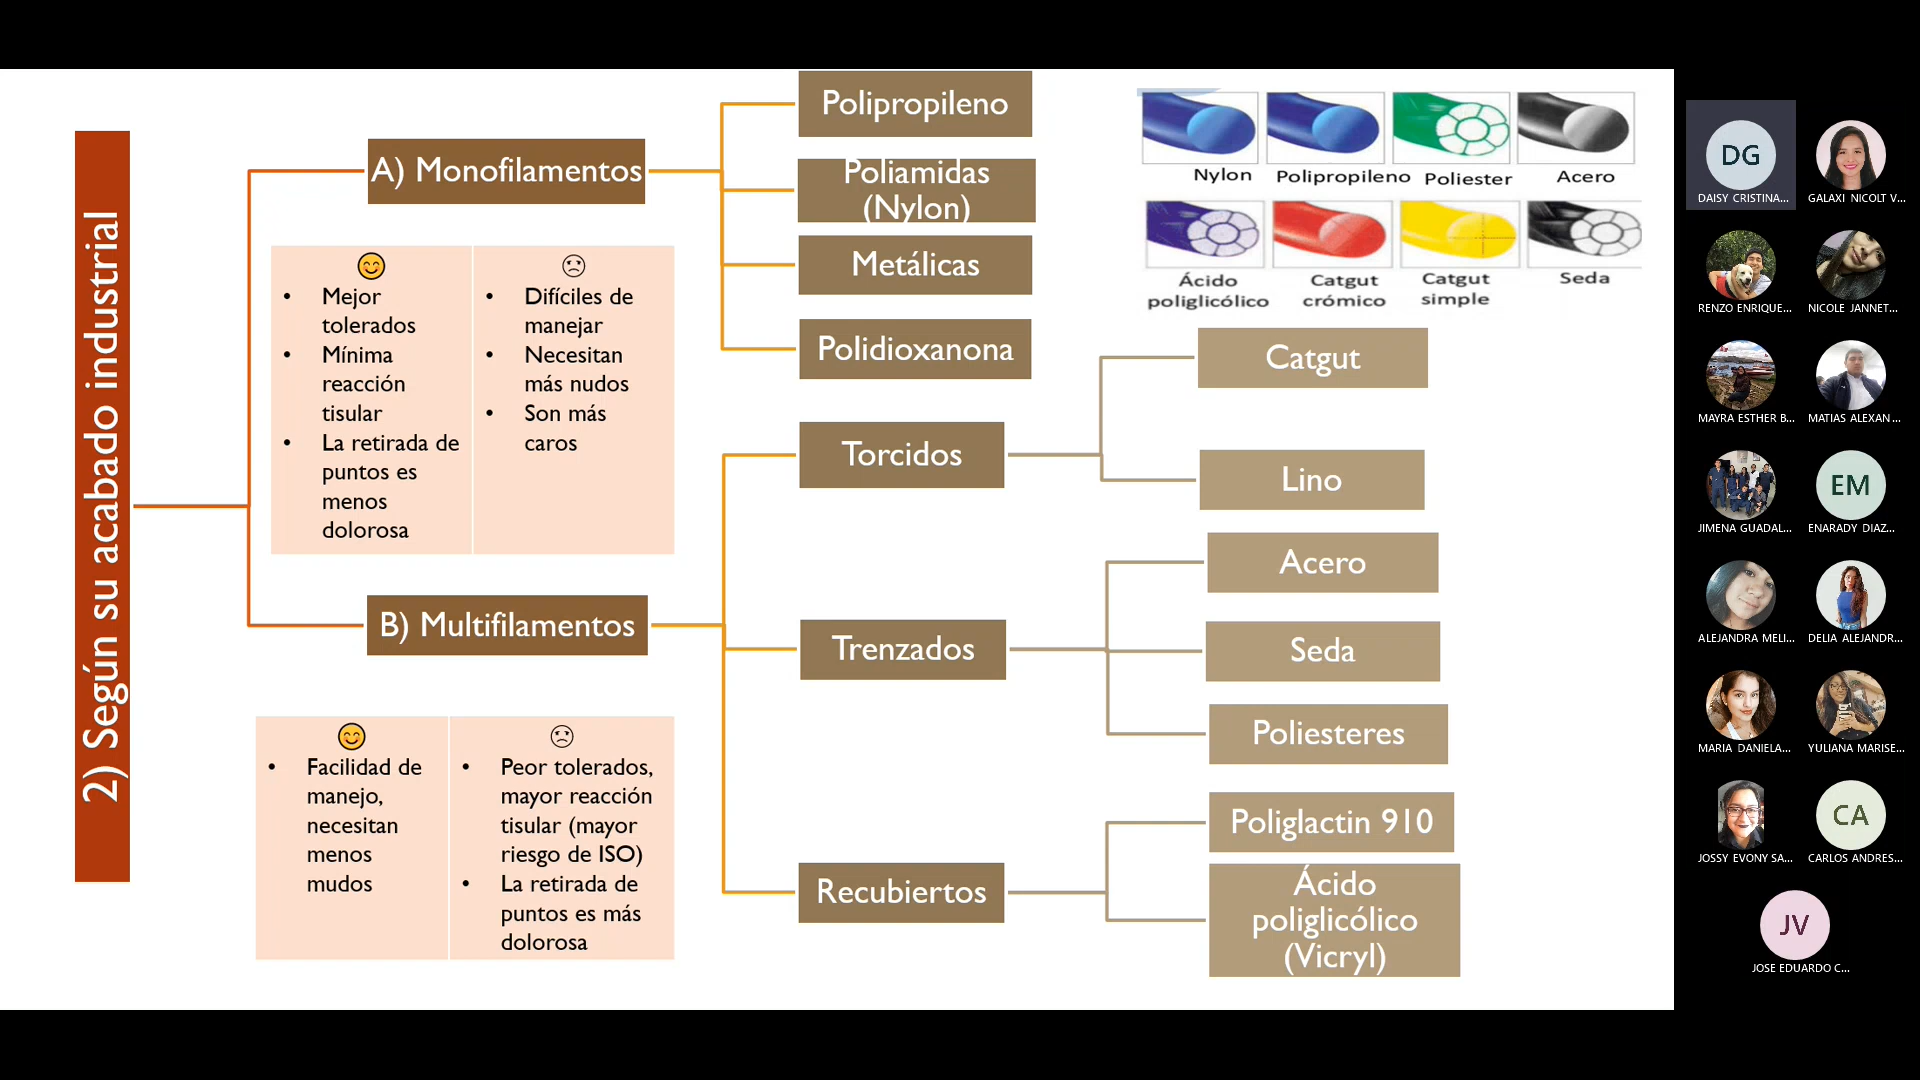 2) Según su acabado industrial
A) Monofilamentos
😊
• Mejor
tolerados
• Mínima
reacción
tisular
• La retirada de
puntos es
menos
dolorosa
☹
• Difíciles de
manejar
• Necesitan
más nudos
• Son más
caros
Polipropileno
Poliamidas
(Nylon)
Metálicas
Polidioxanona
B) Multifilamentos
😊
• Facilidad de
manejo,
necesitan
menos
mudos
☹
• Peor tolerados,
mayor reacción
tisular (mayor
riesgo de ISO)
• La retirada de
puntos es más
dolorosa
Torcidos
Catgut
Lino
Trenzados
Acero
Seda
Poliesteres
Recubiertos
Poliglactin 910
Ácido
poliglicólico
(Vicryl)
Nylon
Polipropileno
Poliester
Acero
Ácido
poliglicólico
Catgut
crómico
Catgut
simple
Seda
DG
DAISY CRISTINA...
GALAXI NICOLT V...
RENZO ENRIQUE...
NICOLE JANNET...
MAYRA ESTHER B...
MATIAS ALEXAN...
JIMENA GUADAL...
EM
ENARADY DIAZ...
ALEJANDRA MELI...
DELIA ALEJANDR...
MARIA DANIELA...
YULIANA MARISE...
JOSSY EVONY SA...
CA
CARLOS ANDRES...
JV
JOSE EDUARDO C...